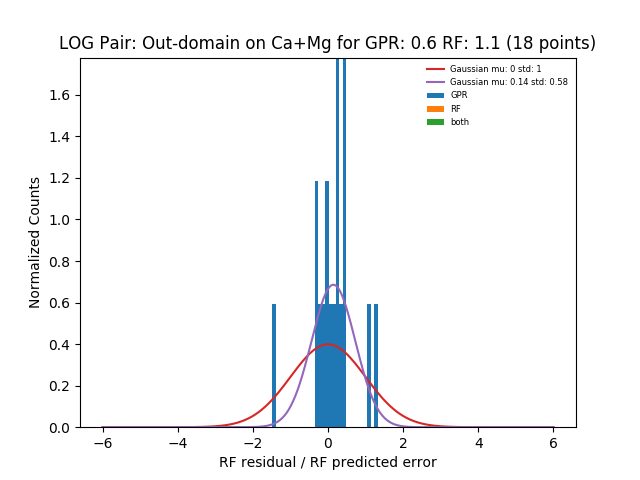 LOG Pair: Out-domain on Ca+Mg for GPR: 0.6 RF: 1.1 (18 points)
Gaussian mu: 0 std: 1
Gaussian mu: 0.14 std: 0.58
GPR
RF
both
Normalized Counts
1.6
1.4
1.2
1.0
0.8
0.6
0.4
0.2
0.0
−6 −4 −2 0 2 4 6
RF residual / RF predicted error